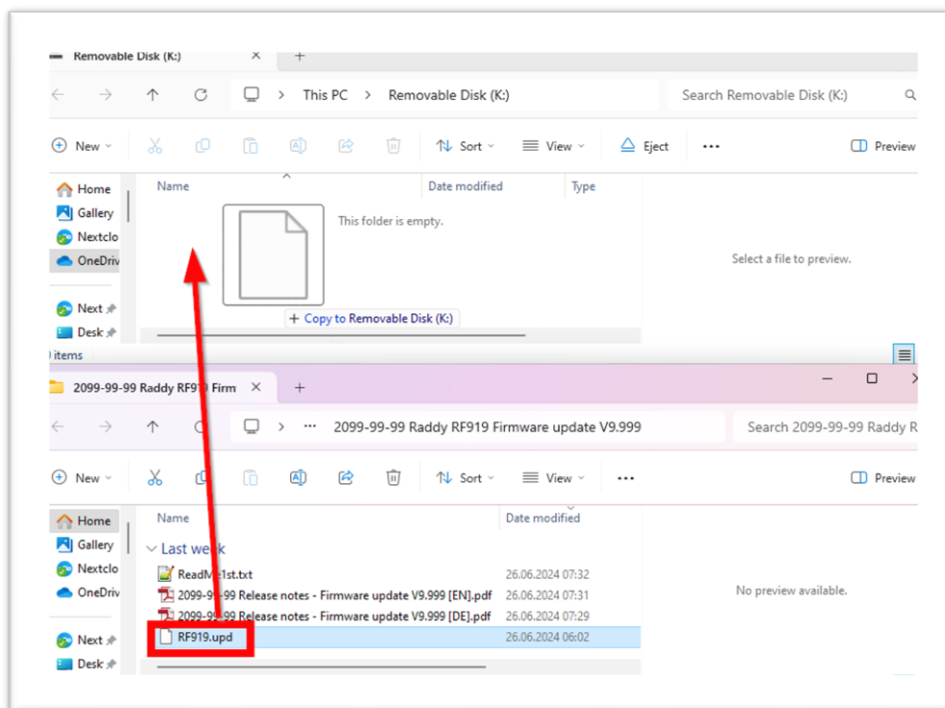 Removable Disk (K:)
This PC > Removable Disk (K:) Search Removable Disk (K:)
New Sort View Eject ... Preview
Home
Gallery
Nextclo
OneDriv
Next
Desk
Name Date modified Type
This folder is empty.
+ Copy to Removable Disk (K:)
Select a file to preview.
items
2099-99-99 Raddy RF919 Firm
... 2099-99-99 Raddy RF919 Firmware update V9.999 Search 2099-99-99 Raddy R
New Sort View ... Preview
Home
Gallery
Nextclo
OneDriv
Next
Desk
Name Date modified
Last week
ReadMe1st.txt 26.06.2024 07:32
2099-99-99 Release notes - Firmware update V9.999 [EN].pdf 26.06.2024 07:31
2099-99-99 Release notes - Firmware update V9.999 [DE].pdf 26.06.2024 07:29
RF919.upd 26.06.2024 06:02
No preview available.